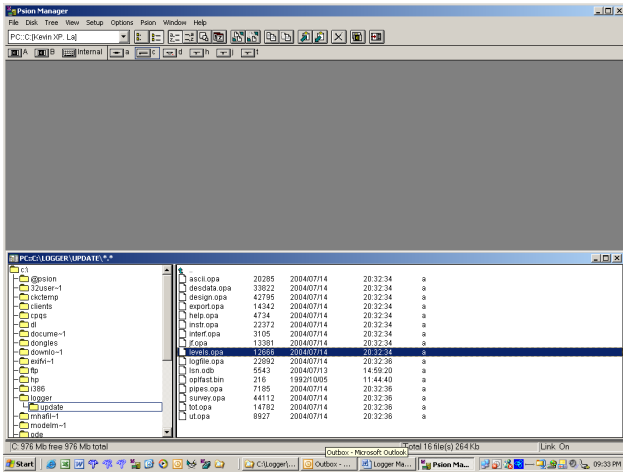 Psion Manager
File Disk Tree View Setup Options Psion Window Help
PC::C:[Kevin XP. La]
A B Internal a c d h j t
PC::C:\LOGGER\UPDATE\*.*
c:\
@psion
32user~1
ckctemp
clients
cpqs
dl
docume~1
dongles
downlo~1
exifvi~1
ftp
hp
i386
logger
update
mhafil~1
modelm~1
ode
..
ascii.opa 20285 2004/07/14 20:32:34 a
desdata.opa 33822 2004/07/14 20:32:34 a
design.opa 42795 2004/07/14 20:32:34 a
export.opa 14342 2004/07/14 20:32:34 a
help.opa 4734 2004/07/14 20:32:34 a
instr.opa 22372 2004/07/14 20:32:34 a
interf.opa 3105 2004/07/14 20:32:34 a
jf.opa 13381 2004/07/14 20:32:34 a
levels.opa 12666 2004/07/14 20:32:34 a
logfile.opa 22892 2004/07/14 20:32:36 a
lsn.odb 5543 2004/07/13 14:59:20 a
oplfast.bin 216 1992/10/05 11:44:40 a
pipes.opa 7185 2004/07/14 20:32:36 a
survey.opa 44112 2004/07/14 20:32:36 a
tot.opa 14782 2004/07/14 20:32:36 a
ut.opa 8927 2004/07/14 20:32:36 a
C: 976 Mb free 976 Mb total Total 16 file(s) 264 Kb Link On
Outbox - Microsoft Outlook
Start C:\Logger\... Outbox - ... Logger Ma... Psion Ma... 09:33 PM